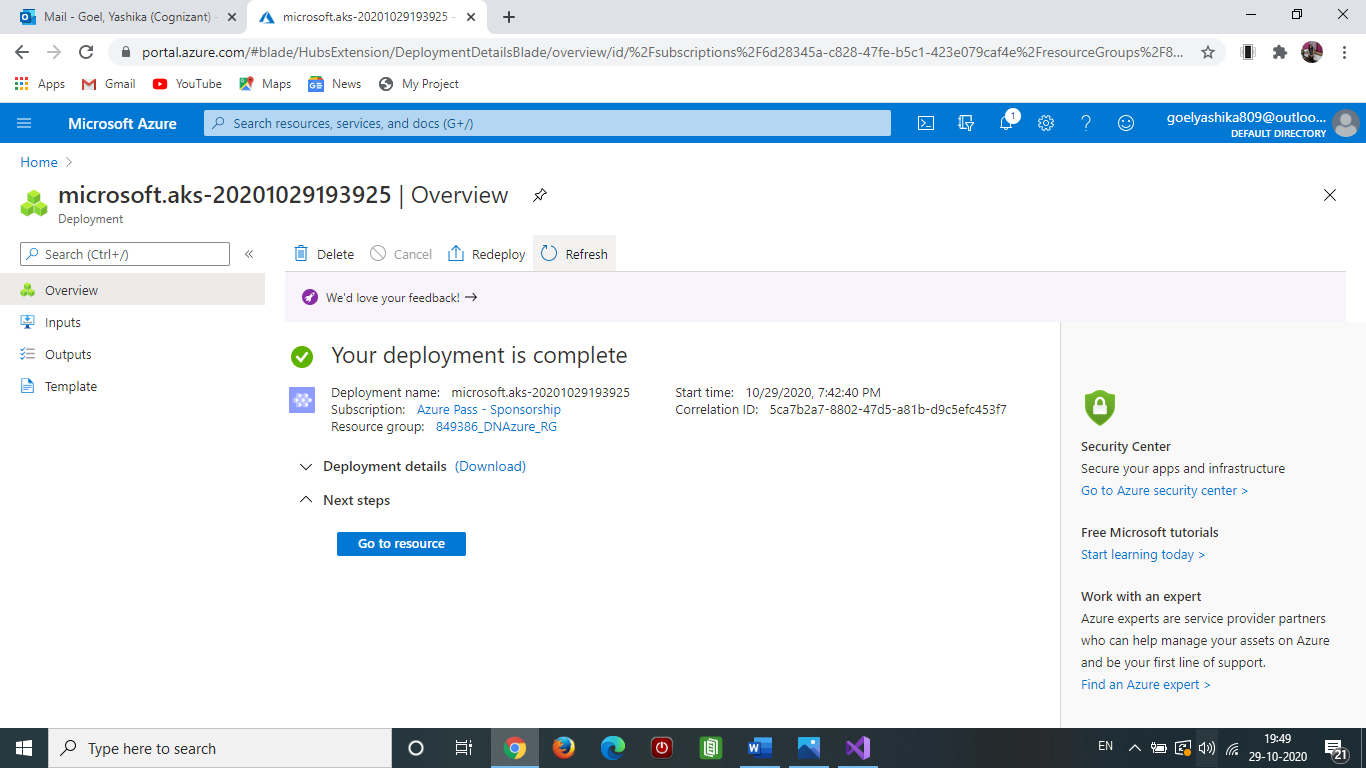 Mail - Goel, Yashika (Cognizant) -
microsoft.aks-20201029193925 -
portal.azure.com/#blade/HubsExtension/DeploymentDetailsBlade/overview/id/%2Fsubscriptions%2F6d28345a-c828-47fe-b5c1-423e079caf4e%2FresourceGroups%2F8...
Apps
Gmail
YouTube
Maps
News
My Project
Microsoft Azure
Search resources, services, and docs (G+/)
1
goelyashika809@outloo...
DEFAULT DIRECTORY
Home
microsoft.aks-20201029193925 | Overview
Deployment
Search (Ctrl+/)
Delete
Cancel
Redeploy
Refresh
Overview
Inputs
Outputs
Template
We'd love your feedback! →
Your deployment is complete
Deployment name: microsoft.aks-20201029193925
Subscription: Azure Pass - Sponsorship
Resource group: 849386_DNAzure_RG
Start time: 10/29/2020, 7:42:40 PM
Correlation ID: 5ca7b2a7-8802-47d5-a81b-d9c5efc453f7
Deployment details (Download)
Next steps
Go to resource
Security Center
Secure your apps and infrastructure
Go to Azure security center >
Free Microsoft tutorials
Start learning today >
Work with an expert
Azure experts are service provider partners
who can help manage your assets on Azure
and be your first line of support.
Find an Azure expert >
Type here to search
EN
19:49
29-10-2020
21